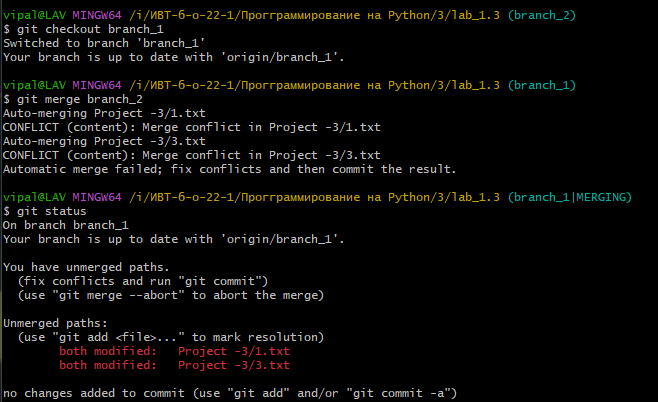 vipal@LAV MINGW64 /i/ИВТ-б-о-22-1/Прогграммирование на Python/3/lab_1.3 (branch_2)
$ git checkout branch_1
Switched to branch 'branch_1'
Your branch is up to date with 'origin/branch_1'.
vipal@LAV MINGW64 /i/ИВТ-б-о-22-1/Прогграммирование на Python/3/lab_1.3 (branch_1)
$ git merge branch_2
Auto-merging Project -3/1.txt
CONFLICT (content): Merge conflict in Project -3/1.txt
Auto-merging Project -3/3.txt
CONFLICT (content): Merge conflict in Project -3/3.txt
Automatic merge failed; fix conflicts and then commit the result.
vipal@LAV MINGW64 /i/ИВТ-б-о-22-1/Прогграммирование на Python/3/lab_1.3 (branch_1|MERGING)
$ git status
On branch branch_1
Your branch is up to date with 'origin/branch_1'.
You have unmerged paths.
  (fix conflicts and run "git commit")
  (use "git merge --abort" to abort the merge)
Unmerged paths:
  (use "git add <file>..." to mark resolution)
        both modified:   Project -3/1.txt
        both modified:   Project -3/3.txt
no changes added to commit (use "git add" and/or "git commit -a")